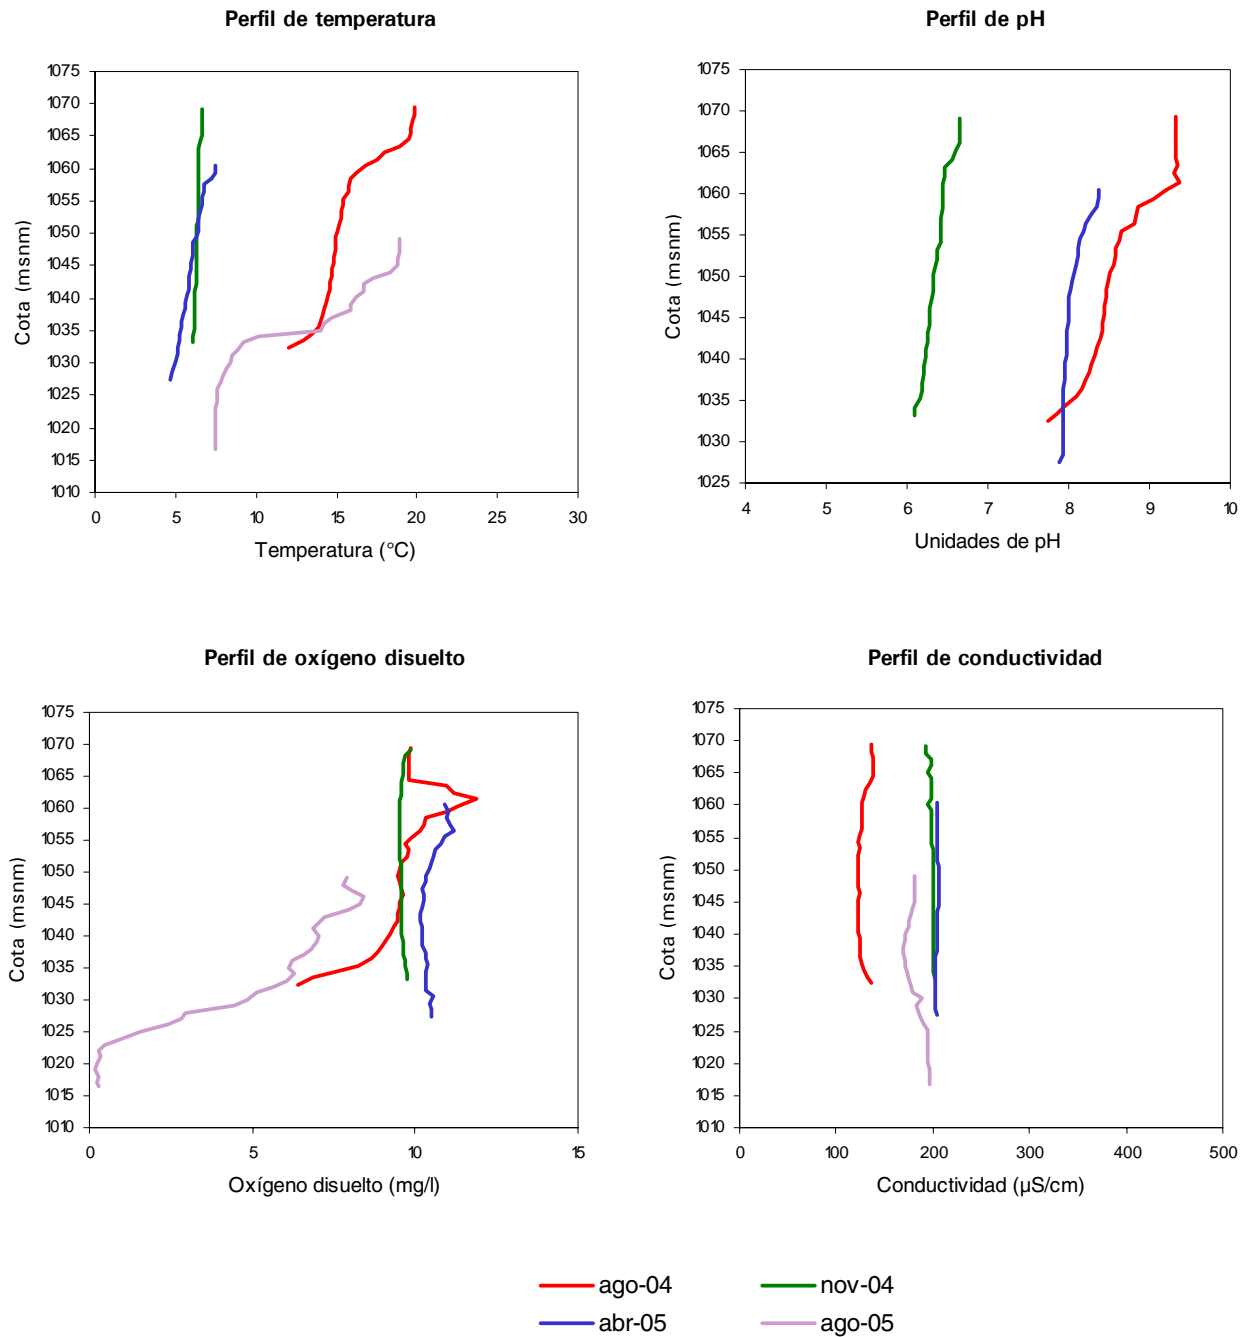 Perfil de temperatura
Cota (msnm)
1075
1070
1065
1060
1055
1050
1045
1040
1035
1030
1025
1020
1015
1010
0 5 10 15 20 25 30
Temperatura (°C)
Perfil de pH
Cota (msnm)
1075
1070
1065
1060
1055
1050
1045
1040
1035
1030
1025
4 5 6 7 8 9 10
Unidades de pH
Perfil de oxígeno disuelto
Cota (msnm)
1075
1070
1065
1060
1055
1050
1045
1040
1035
1030
1025
1020
1015
1010
0 5 10 15
Oxígeno disuelto (mg/l)
Perfil de conductividad
Cota (msnm)
1075
1070
1065
1060
1055
1050
1045
1040
1035
1030
1025
1020
1015
1010
0 100 200 300 400 500
Conductividad (µS/cm)
ago-04 nov-04
abr-05 ago-05